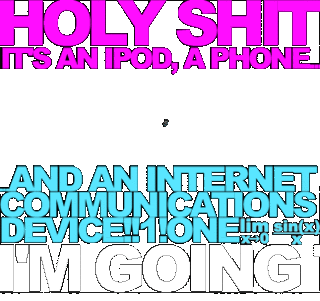 HOLY SHIT
IT'S AN IPOD, A PHONE..
,
..AND AN INTERNET
COMMUNICATIONS
DEVICE!!1!ONE lim x→0 sin(x) x
I'M GOING